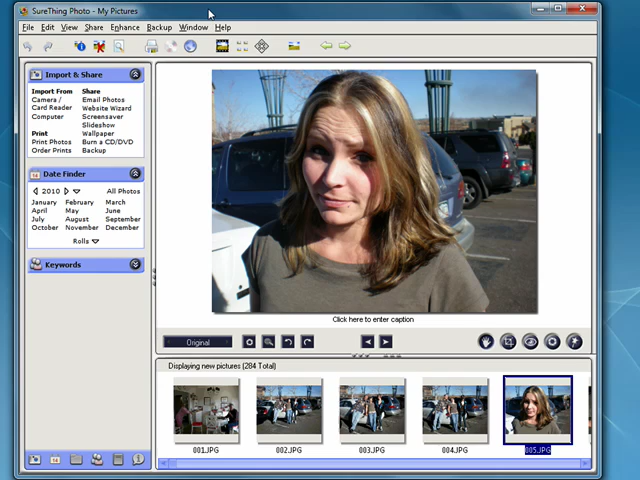 SureThing Photo - My Pictures
File Edit View Share Enhance Backup Window Help
Import & Share
Import From Share
Camera / Email Photos
Card Reader Website Wizard
Computer Screensaver
Slideshow
Print Wallpaper
Print Photos Burn a CD/DVD
Order Prints Backup
Date Finder
2010 All Photos
January February March
April May June
July August September
October November December
Rolls
Keywords
Click here to enter caption
Original
Displaying new pictures (284 Total)
001.JPG 002.JPG 003.JPG 004.JPG 005.JPG